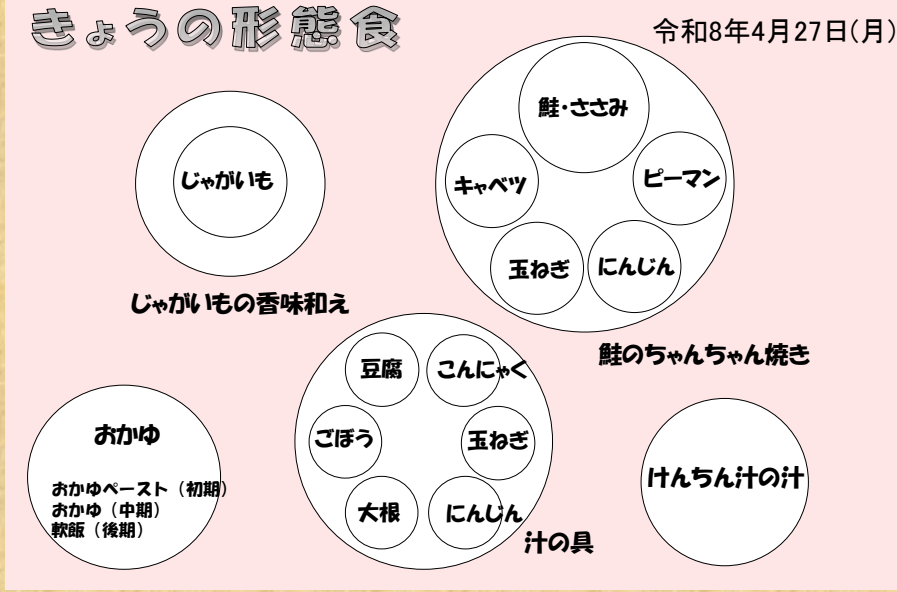 きょうの形態食
令和8年4月27日(月)
じゃがいも
じゃがいもの香味和え
鮭・ささみ
キャベツ
ピーマン
玉ねぎ
にんじん
鮭のちゃんちゃん焼き
おかゆ
おかゆペースト（初期）
おかゆ（中期）
軟飯（後期）
豆腐
こんにゃく
ごぼう
玉ねぎ
大根
にんじん
汁の具
けんちん汁の汁